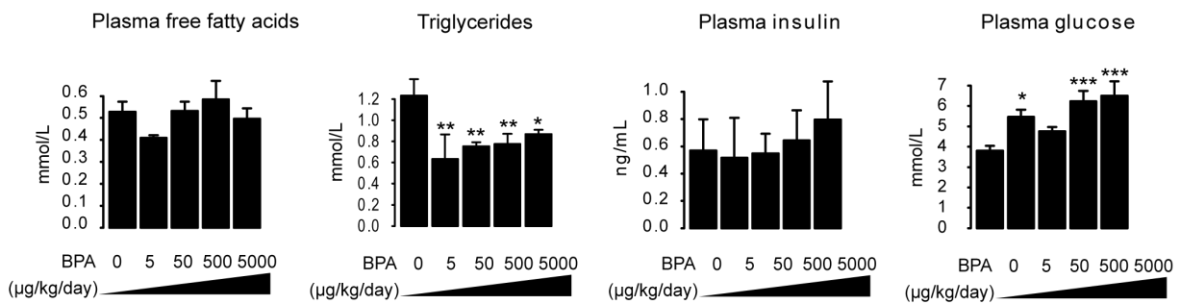 Plasma free fatty acids
Triglycerides
Plasma insulin
Plasma glucose
mmol/L
0.6
0.5
0.4
0.3
0.2
0.1
0.0
mmol/L
1.2
1.0
0.8
0.6
0.4
0.2
0
** ** ** *
ng/mL
1.0
0.8
0.6
0.4
0.2
0
mmol/L
7
6
5
4
3
2
1
0
* *** ***
BPA 0 5 50 500 5000
(µg/kg/day)
BPA 0 5 50 500 5000
(µg/kg/day)
BPA 0 5 50 500 5000
(µg/kg/day)
BPA 0 5 50 500 5000
(µg/kg/day)